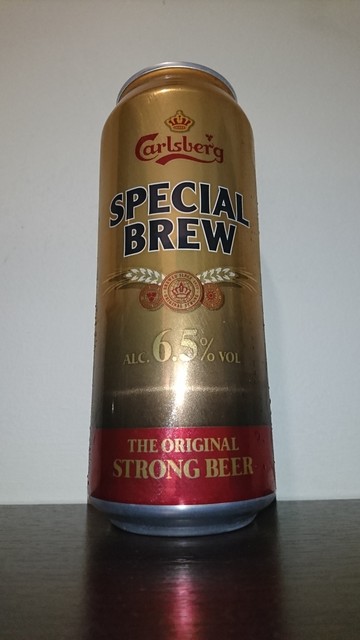 Carlsberg
SPECIAL
BREW
ALC. 6.5% VOL
THE ORIGINAL
STRONG BEER